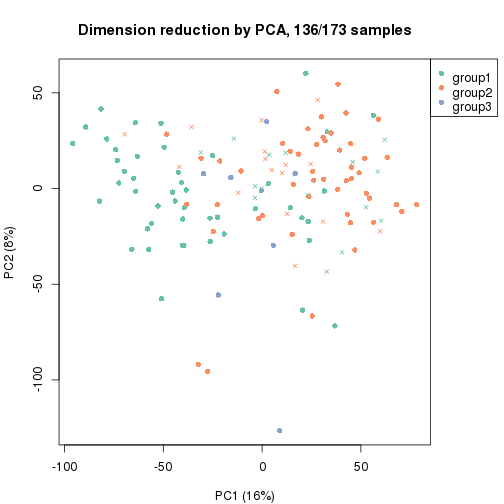 Dimension reduction by PCA, 136/173 samples
group1
group2
group3
50
0
-50
-100
PC2 (8%)
-100
-50
0
50
PC1 (16%)